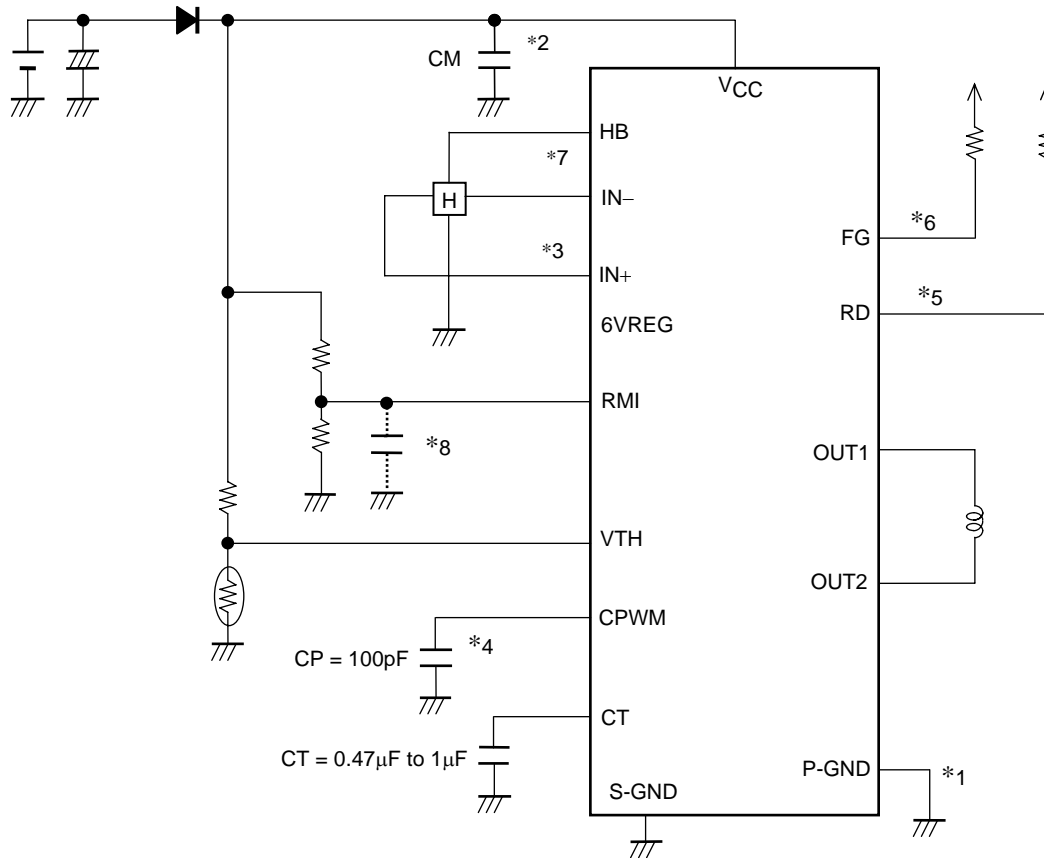 *2
CM
VCC
HB
*7
H
IN−
*6
FG
*3
IN+
*5
RD
6VREG
RMI
*8
OUT1
VTH
OUT2
CPWM
*4
CP = 100pF
CT
CT = 0.47μF to 1μF
P-GND
*1
S-GND